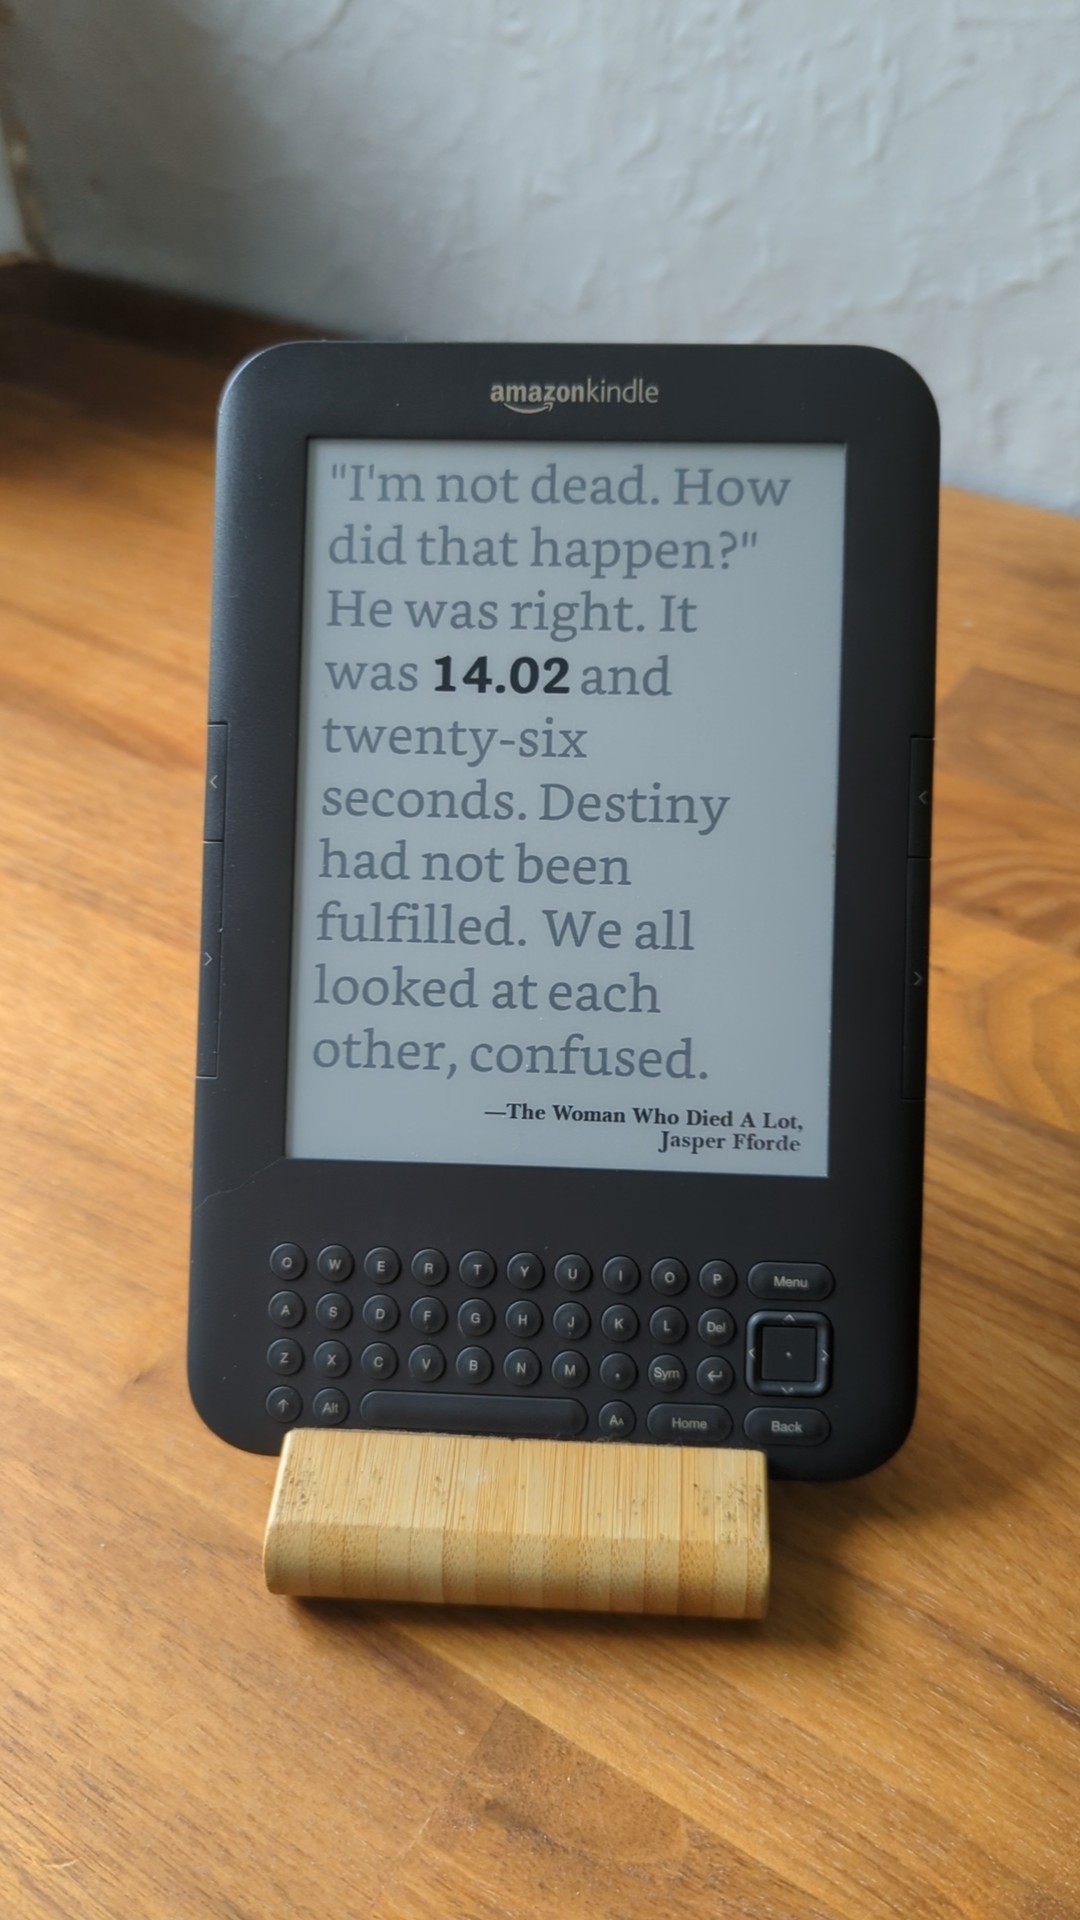 amazonkindle
"I'm not dead. How
did that happen?"
He was right. It
was 14.02 and
twenty-six
seconds. Destiny
had not been
fulfilled. We all
looked at each
other, confused.
—The Woman Who Died A Lot,
Jasper Fforde
Q W E R T Y U I O P Menu
A S D F G H J K L Del
Z X C V B N M , Sym ↵
↑ Alt AA Home Back